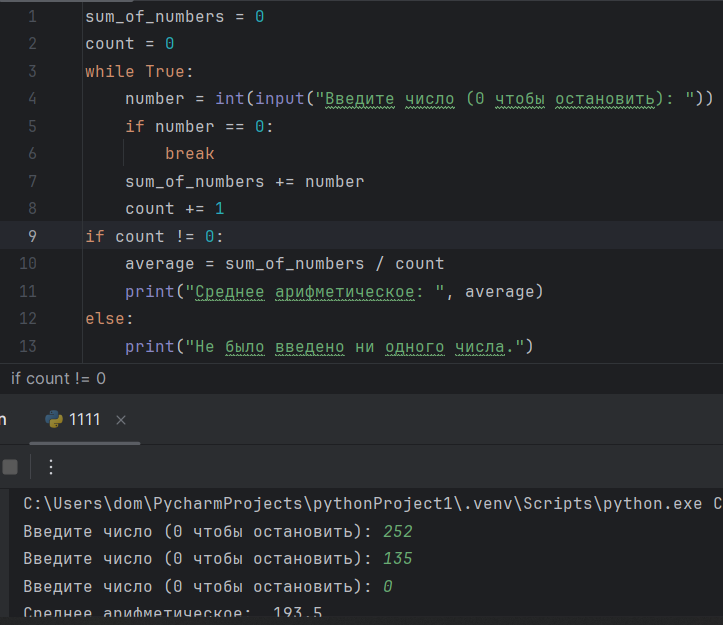 1 sum_of_numbers = 0
2 count = 0
3 while True:
4 number = int(input("Введите число (0 чтобы остановить): "))
5 if number == 0:
6 break
7 sum_of_numbers += number
8 count += 1
9 if count != 0:
10 average = sum_of_numbers / count
11 print("Среднее арифметическое: ", average)
12 else:
13 print("Не было введено ни одного числа.")
if count != 0
n 1111 ×
C:\Users\dom\PycharmProjects\pythonProject1\.venv\Scripts\python.exe C
Введите число (0 чтобы остановить): 252
Введите число (0 чтобы остановить): 135
Введите число (0 чтобы остановить): 0
Среднее арифметическое:  193.5